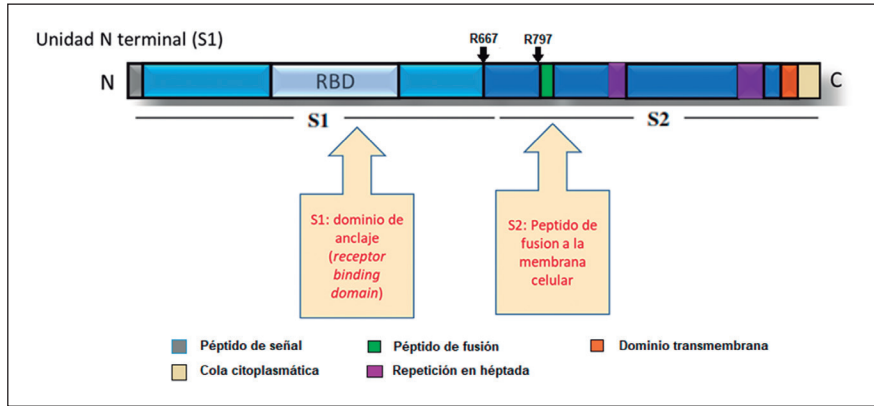 Unidad N terminal (S1)
R667
R797
N
RBD
C
S1
S2
S1: dominio de
anclaje
(receptor
binding
domain)
S2: Peptido de
fusion a la
membrana
celular
Péptido de señal
Péptido de fusión
Dominio transmembrana
Cola citoplasmática
Repetición en héptada